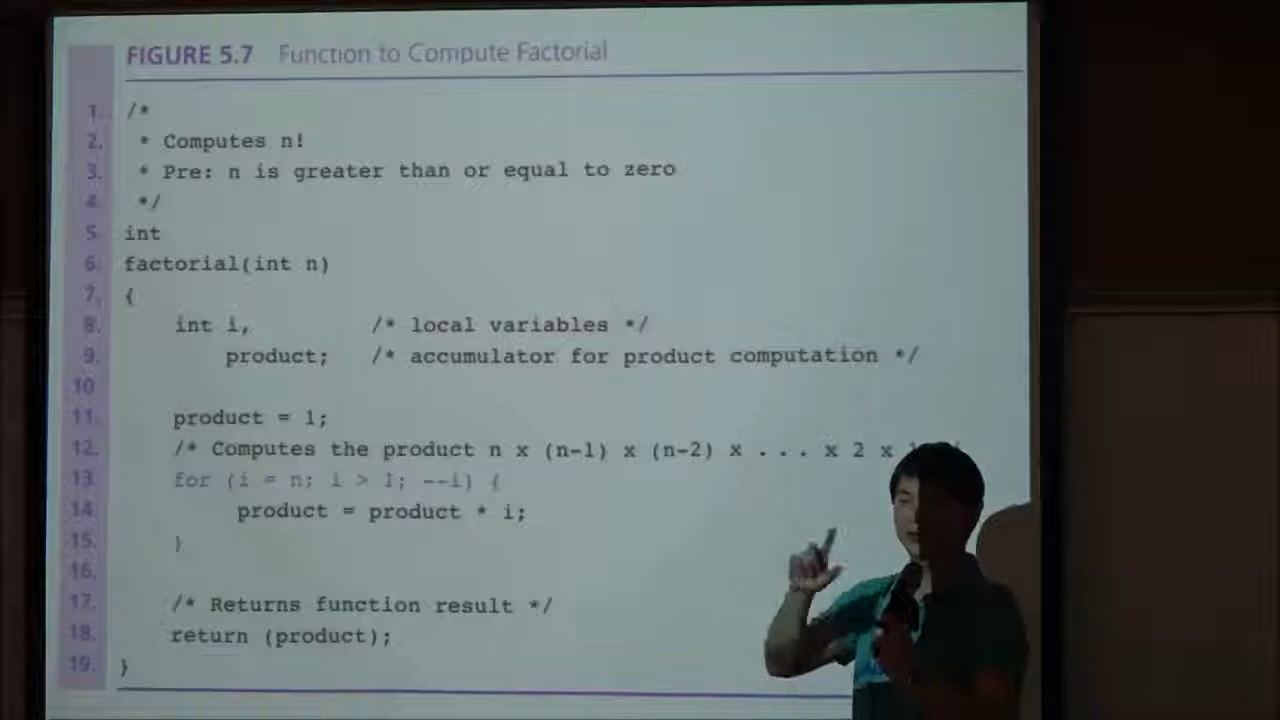 FIGURE 5.7 Function to Compute Factorial
1. /*
2. * Computes n!
3. * Pre: n is greater than or equal to zero
4. */
5. int
6. factorial(int n)
7. {
8. int i, /* local variables */
9. product; /* accumulator for product computation */
10
11. product = 1;
12. /* Computes the product n x (n-1) x (n-2) x . . . x 2 x
13. for (i = n; i > 1; --i) {
14. product = product * i;
15. }
16.
17. /* Returns function result */
18. return (product);
19. }